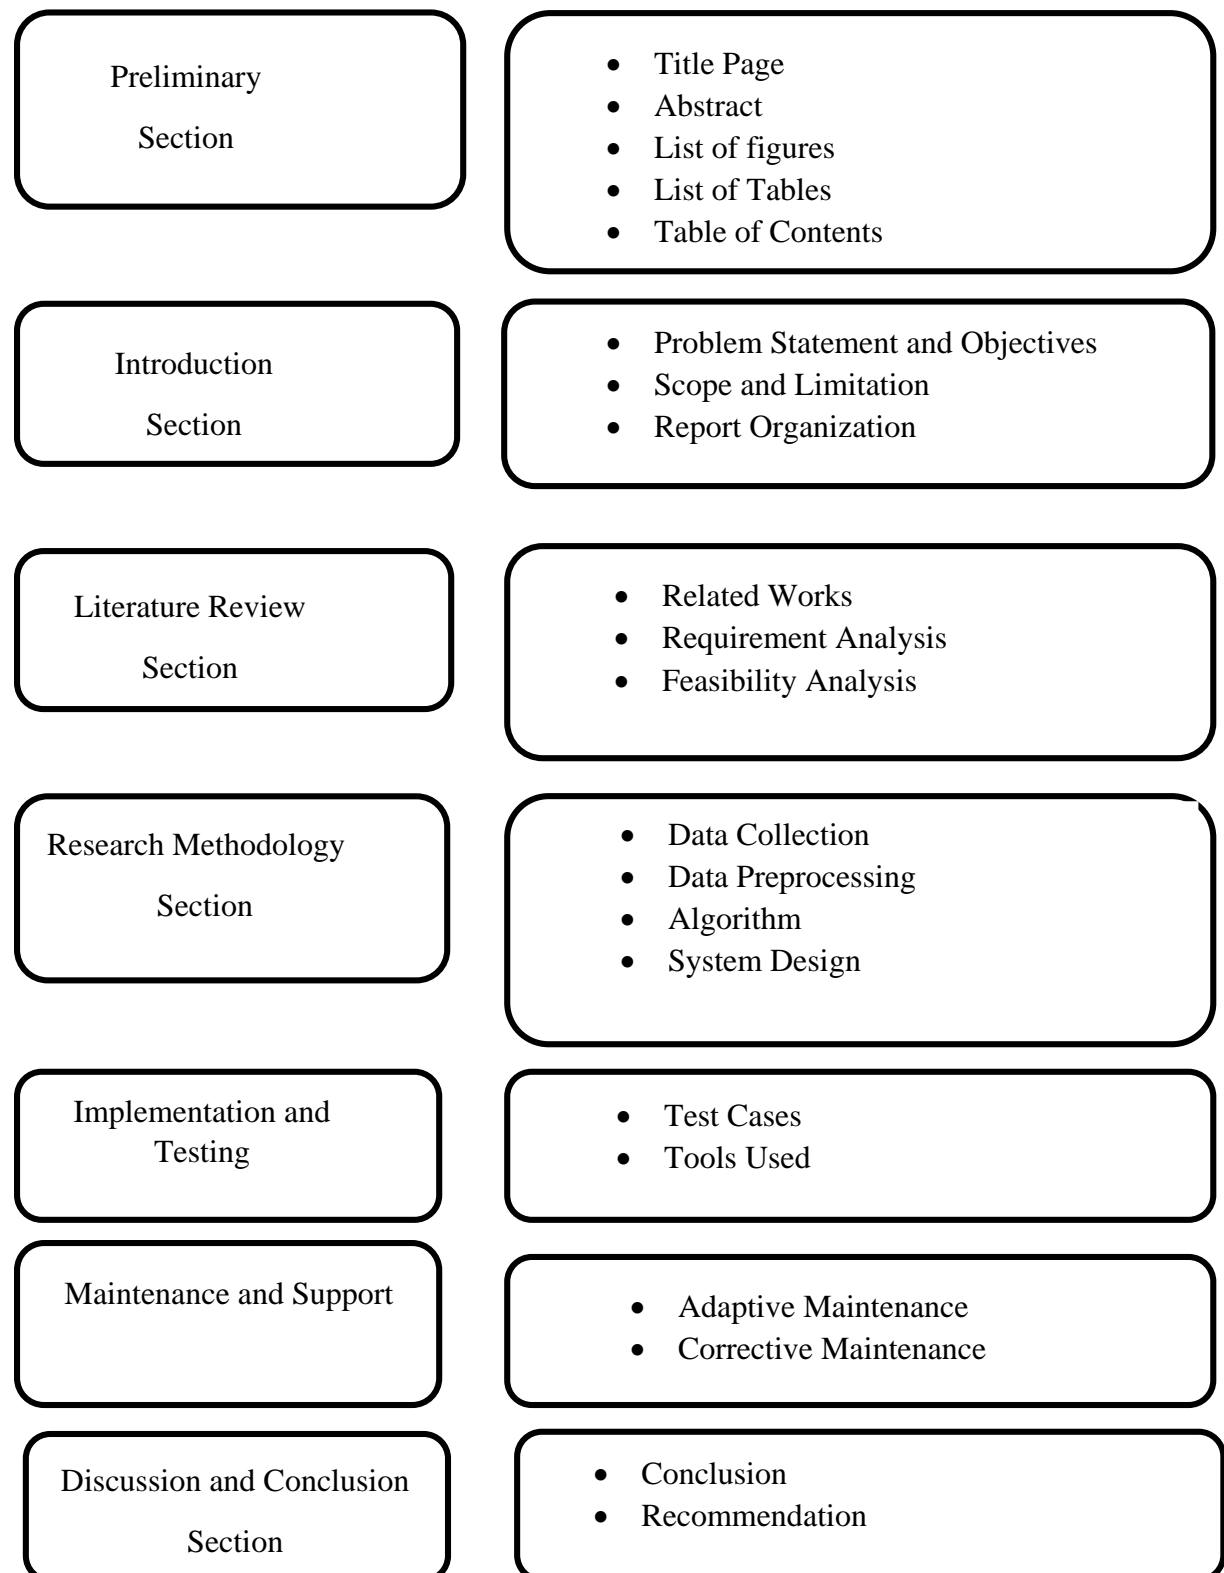 Preliminary
Section
• Title Page
• Abstract
• List of figures
• List of Tables
• Table of Contents
Introduction
Section
• Problem Statement and Objectives
• Scope and Limitation
• Report Organization
Literature Review
Section
• Related Works
• Requirement Analysis
• Feasibility Analysis
Research Methodology
Section
• Data Collection
• Data Preprocessing
• Algorithm
• System Design
Implementation and
Testing
• Test Cases
• Tools Used
Maintenance and Support
• Adaptive Maintenance
• Corrective Maintenance
Discussion and Conclusion
Section
• Conclusion
• Recommendation